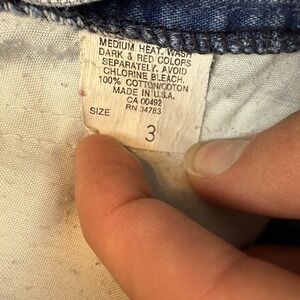 MEDIUM HEAT. WASH
DARK & RED COLORS
SEPARATELY. AVOID
CHLORINE BLEACH.
100% COTTON/COTON
MADE IN U.S.A.
CA 00492
RN 34783
SIZE
3